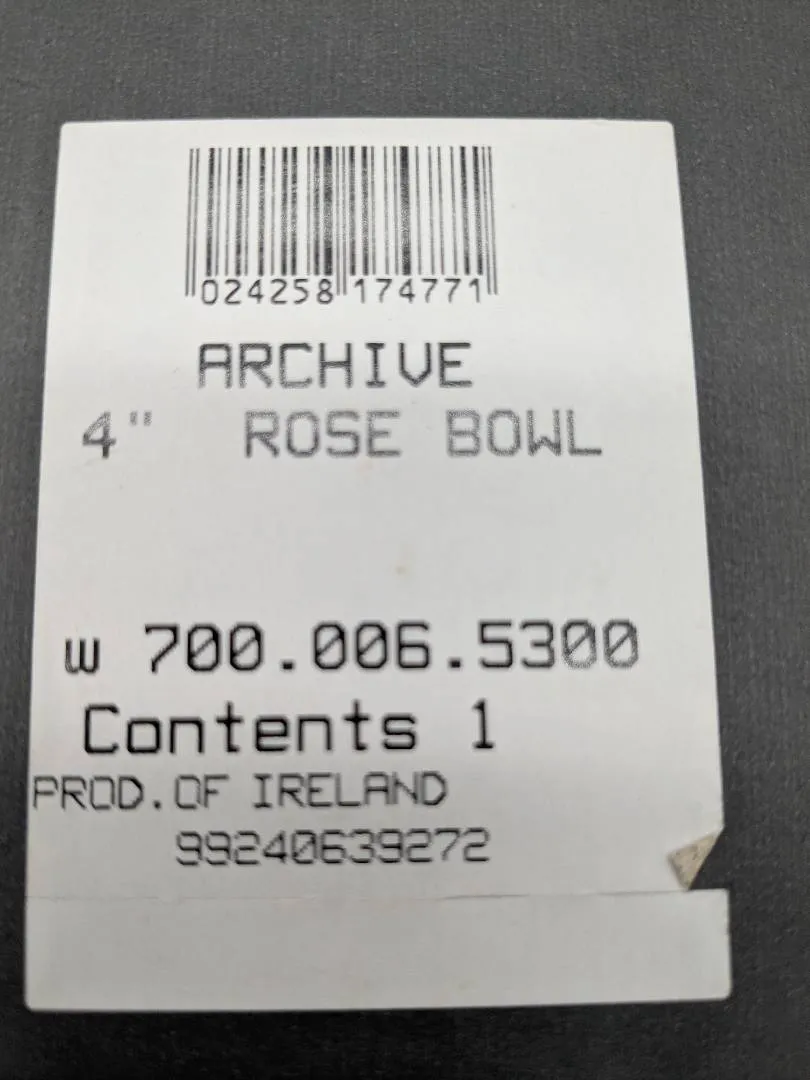 024258 174771
ARCHIVE
4" ROSE BOWL
w 700.006.5300
Contents 1
PROD.OF IRELAND
99240639272